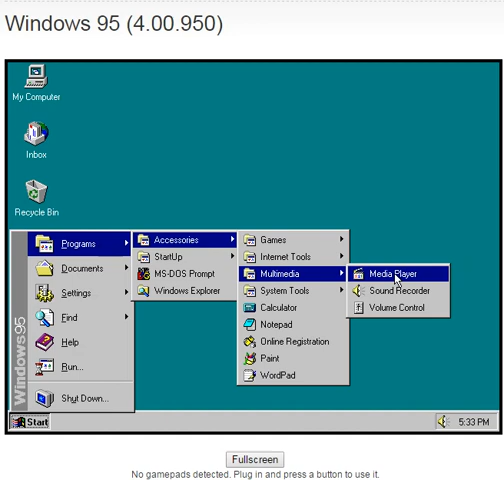 Windows 95 (4.00.950)
My Computer
Inbox
Recycle Bin
Programs
Documents
Settings
Find
Help
Run...
Shut Down...
Windows95
Accessories
StartUp
MS-DOS Prompt
Windows Explorer
Games
Internet Tools
Multimedia
System Tools
Calculator
Notepad
Online Registration
Paint
WordPad
Media Player
Sound Recorder
Volume Control
Start
5:33 PM
Fullscreen
No gamepads detected. Plug in and press a button to use it.